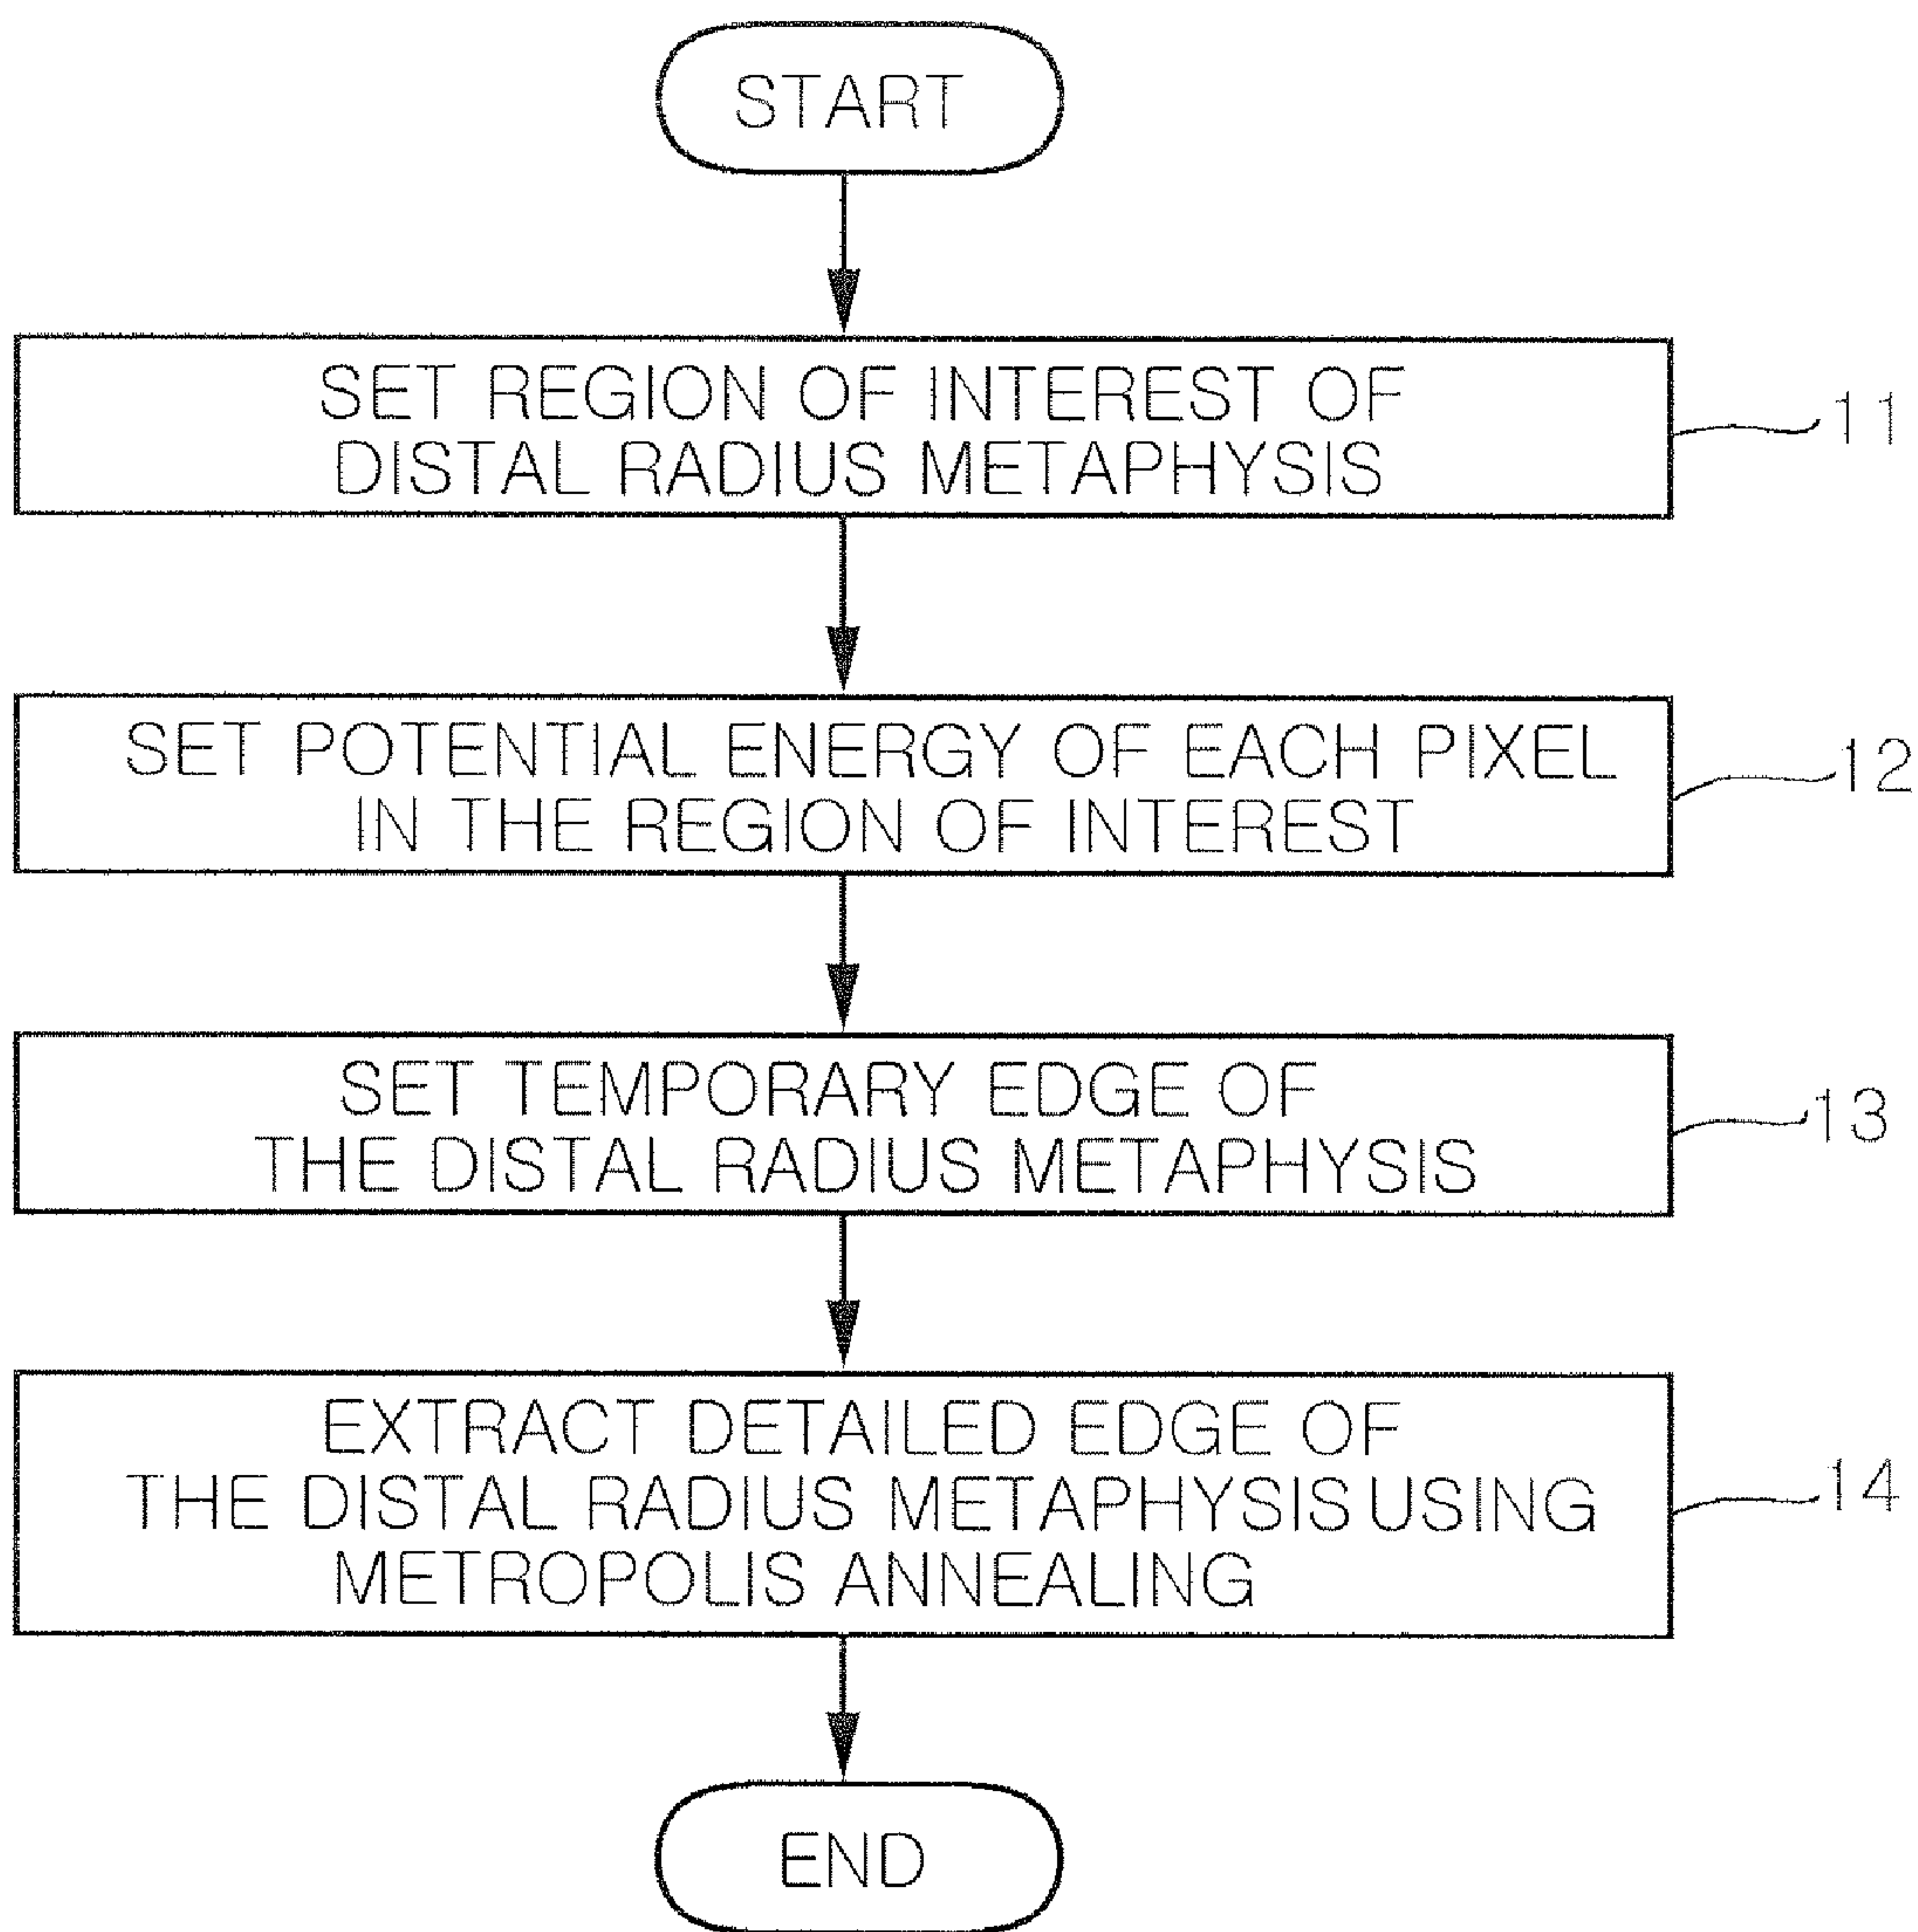 START
SET REGION OF INTEREST OF
DISTAL RADIUS METAPHYSIS
11
SET POTENTIAL ENERGY OF EACH PIXEL
IN THE REGION OF INTEREST
12
SET TEMPORARY EDGE OF
THE DISTAL RADIUS METAPHYSIS
13
EXTRACT DETAILED EDGE OF
THE DISTAL RADIUS METAPHYSIS USING
METROPOLIS ANNEALING
14
END